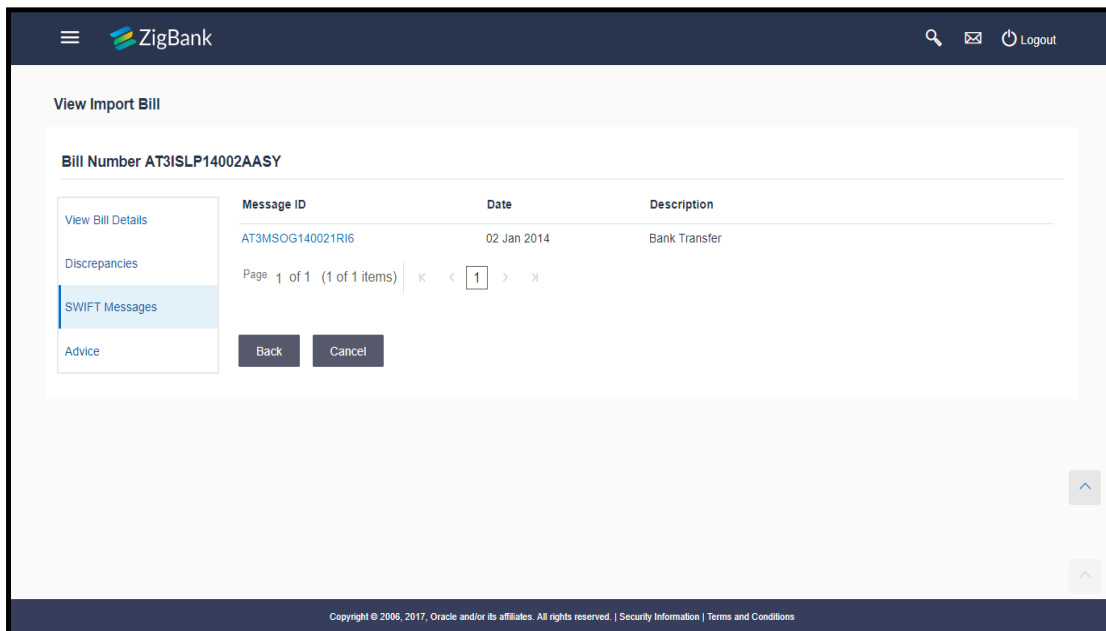 ZigBank
Logout
View Import Bill
Bill Number AT3ISLP14002AASY
View Bill Details
Discrepancies
SWIFT Messages
Advice
Message ID Date Description
AT3MSOG140021RI6 02 Jan 2014 Bank Transfer
Page 1 of 1 (1 of 1 items) K < 1 > K
Back Cancel
Copyright © 2006, 2017, Oracle and/or its affiliates. All rights reserved. | Security Information | Terms and Conditions